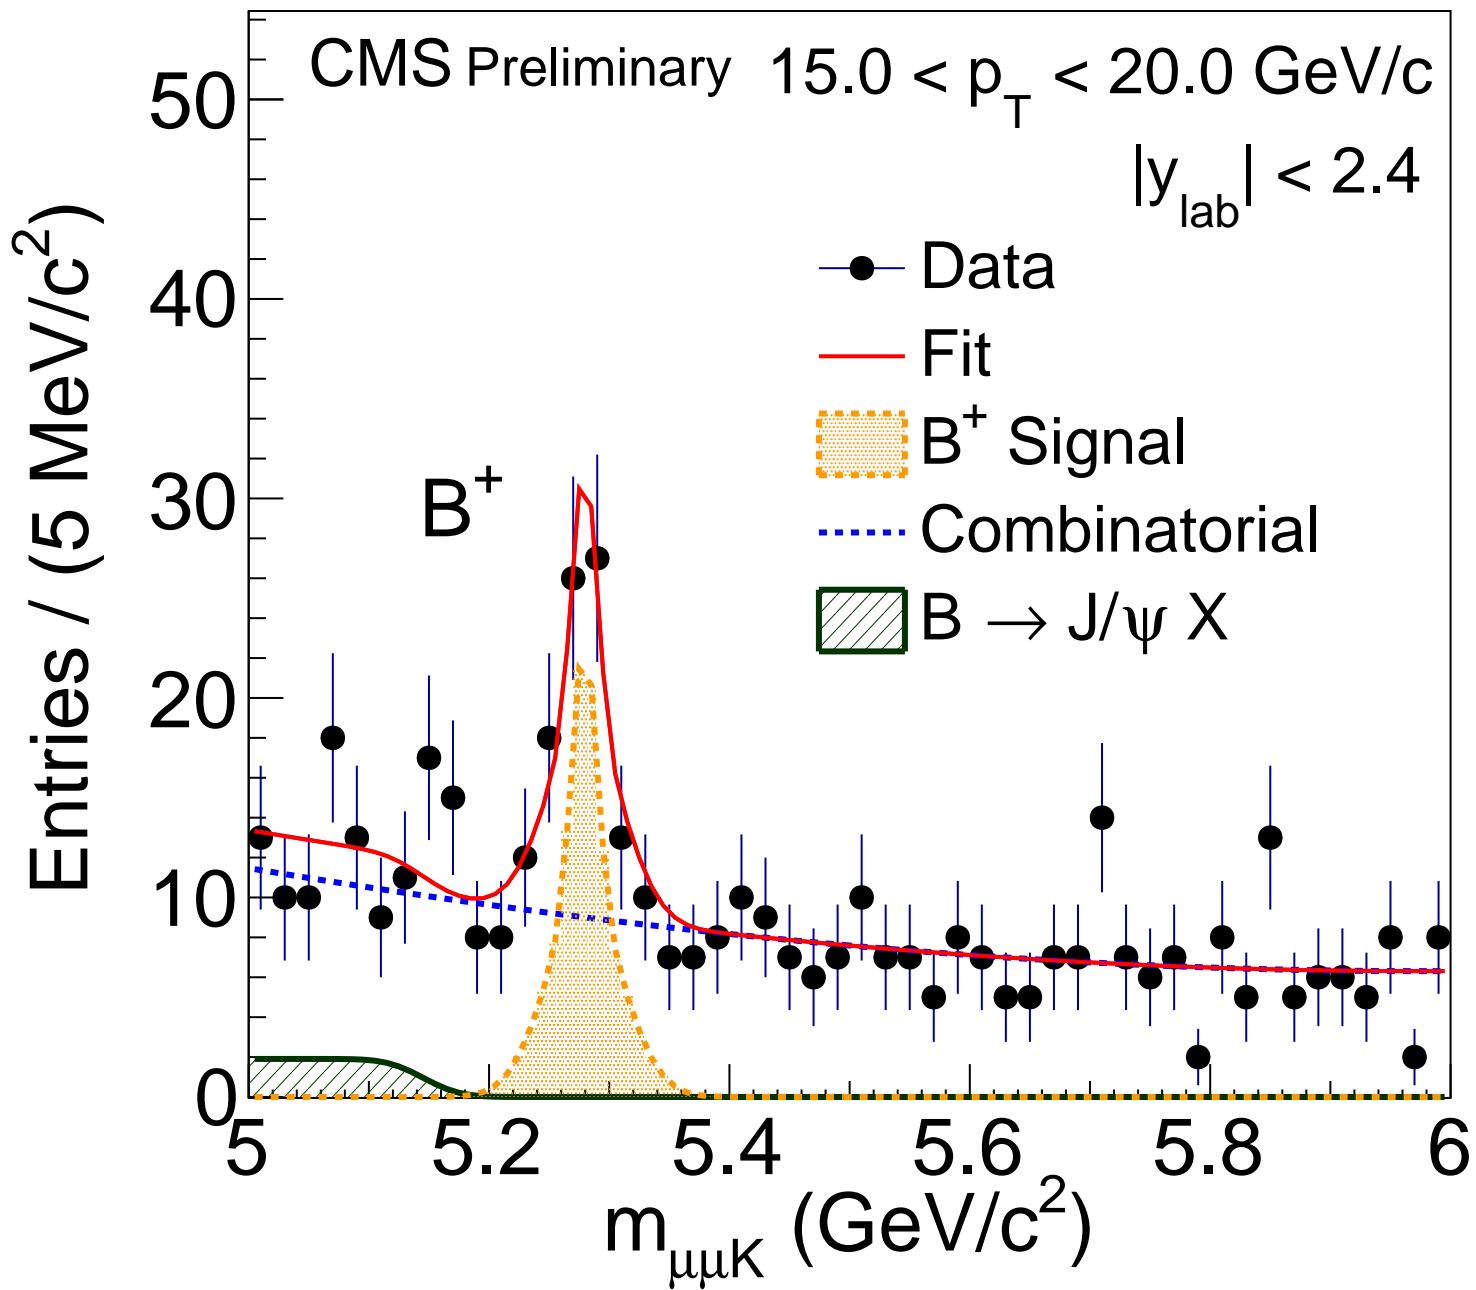 CMS Preliminary 15.0 < p_T < 20.0 GeV/c
|y_lab| < 2.4
Data
Fit
B⁺ Signal
Combinatorial
B → J/ψ X
B⁺
Entries / (5 MeV/c²)
50
40
30
20
10
0
5 5.2 5.4 5.6 5.8 6
m_μμK (GeV/c²)